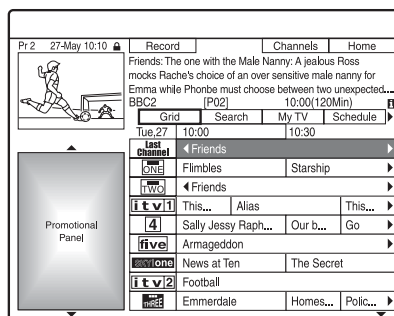 Pr 2 27-May 10:10 Record Channels Home
Friends: The one with the Male Nanny: A jealous Ross
mocks Rache's choice of an over sensitive male nanny for
Emma while Phonbe must choose between two unexpected...
BBC2 [P02] 10:00(120Min) i
Grid Search My TV Schedule
Tue,27 10:00 10:30
Last Channel Friends
ONE Flimbles Starship
TWO Friends
itv1 This... Alias This...
4 Sally Jessy Raph... Our b... Go
five Armageddon
SKY one News at Ten The Secret
itv2 Football
THREE Emmerdale Homes... Polic...
Promotional
Panel